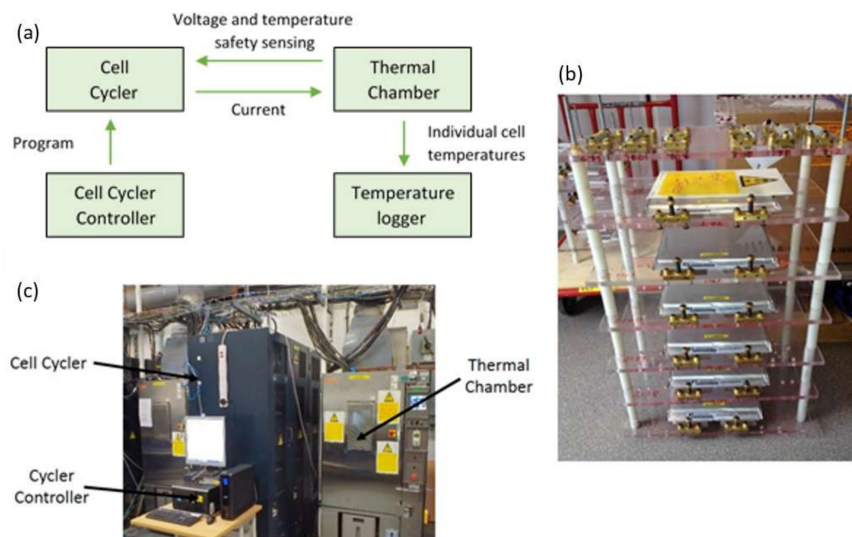 (a)
Voltage and temperature
safety sensing
Cell
Cycler
Thermal
Chamber
Current
Program
Individual cell
temperatures
Cell Cycler
Controller
Temperature
logger
(b)
(c)
Cell Cycler
Thermal
Chamber
Cycler
Controller